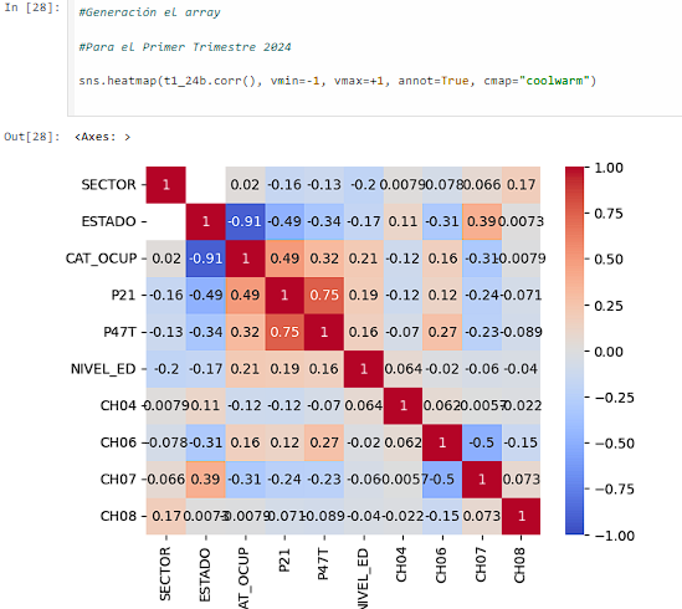 In [28]: #Generación el array
#Para el Primer Trimestre 2024
sns.heatmap(t1_24b.corr(), vmin=-1, vmax=+1, annot=True, cmap="coolwarm")
Out[28]: <Axes: >
SECTOR 1 0.02 -0.16 -0.13 -0.2 0.0079 -0.078 0.066 0.17
ESTADO 1 -0.91 -0.49 -0.34 -0.17 0.11 -0.31 0.39 0.0073
CAT_OCUP 0.02 -0.91 1 0.49 0.32 0.21 -0.12 0.16 -0.31 -0.0079
P21 -0.16 -0.49 0.49 1 0.75 0.19 -0.12 0.12 -0.24 -0.071
P47T -0.13 -0.34 0.32 0.75 1 0.16 -0.07 0.27 -0.23 -0.089
NIVEL_ED -0.2 -0.17 0.21 0.19 0.16 1 0.064 -0.02 -0.06 -0.04
CH04 0.0079 0.11 -0.12 -0.12 -0.07 0.064 1 0.062 -0.0057 -0.022
CH06 -0.078 -0.31 0.16 0.12 0.27 -0.02 0.062 1 -0.5 -0.15
CH07 0.066 0.39 -0.31 -0.24 -0.23 -0.06 -0.0057 -0.5 1 0.073
CH08 0.17 0.0073 -0.0079 -0.071 -0.089 -0.04 -0.022 -0.15 0.073 1
SECTOR
ESTADO
AT_OCUP
P21
P47T
NIVEL_ED
CH04
CH06
CH07
CH08
1.00
0.75
0.50
0.25
0.00
−0.25
−0.50
−0.75
−1.00